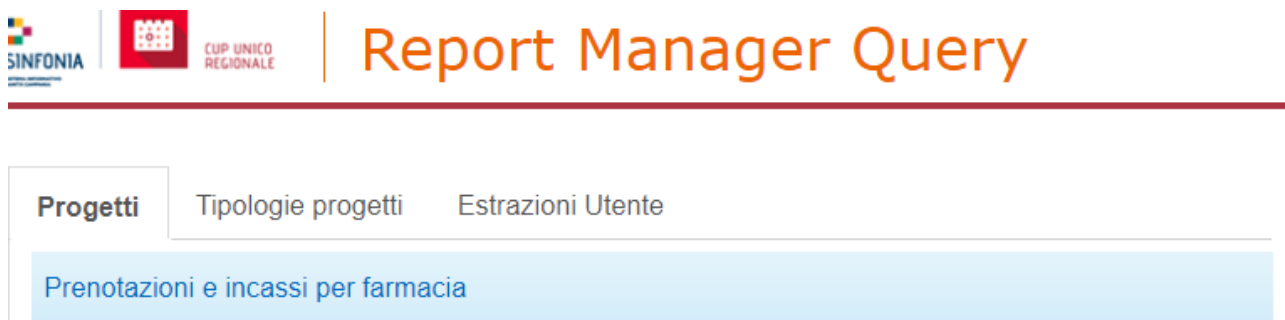 SINFONIA
CUP UNICO
REGIONALE
Report Manager Query
Progetti Tipologie progetti Estrazioni Utente
Prenotazioni e incassi per farmacia